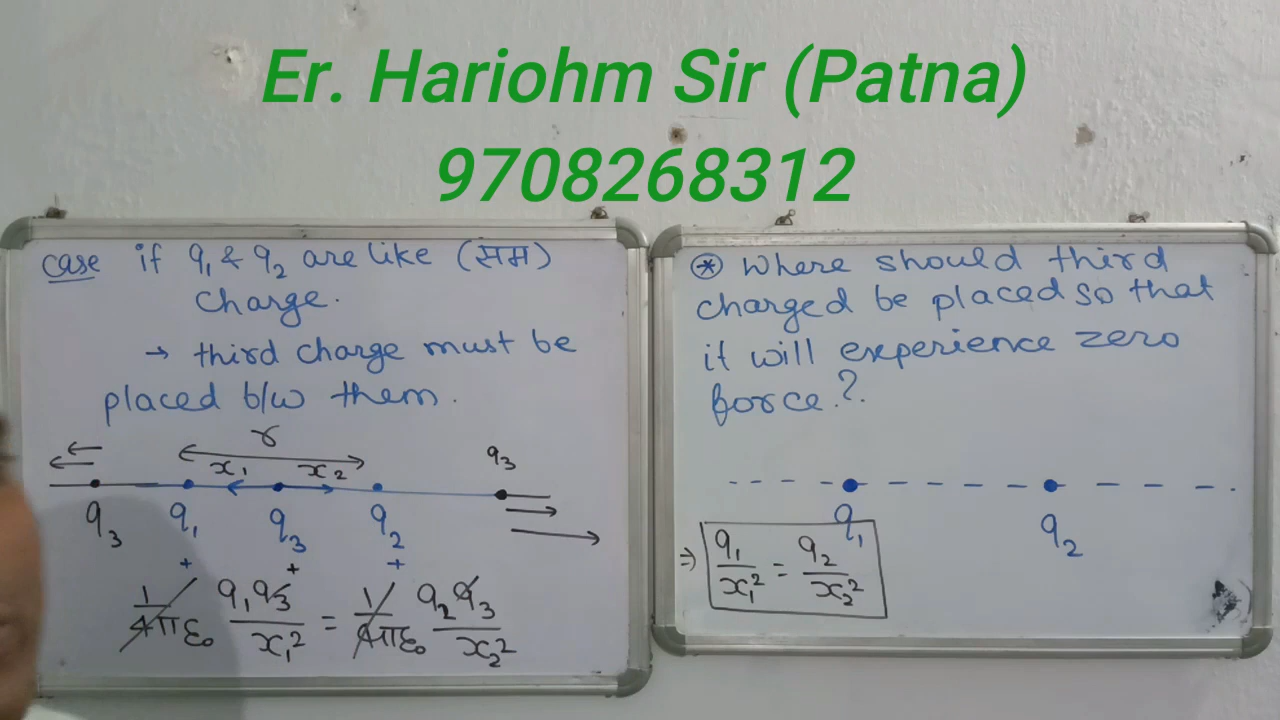 Er. Hariohm Sir (Patna)
9708268312
case if q₁ & q₂ are like (सम)
charge.
→ third charge must be
placed b/w them.
r
x₁ x₂
q₃
q₃ q₁ q₃ q₂
+ + +
1/4πε₀ q₁q₃/x₁² = 1/4πε₀ q₂q₃/x₂²
⊛ Where should third
charged be placed so that
it will experience zero
force.?
q₁ q₂
⇒ q₁/x₁² = q₂/x₂²